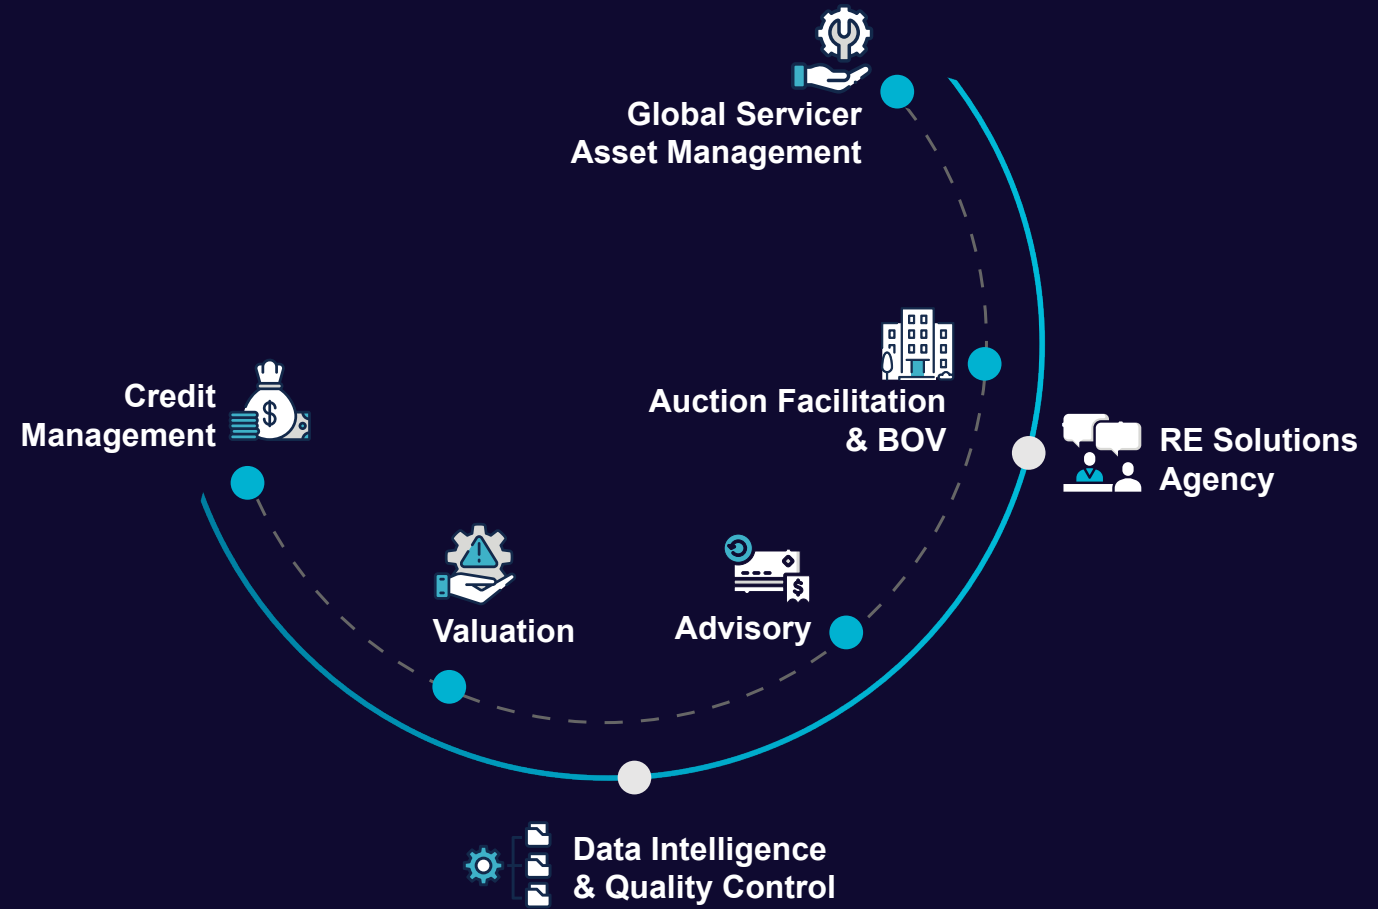 Global Servicer
Asset Management
Auction Facilitation
& BOV
Credit
Management
RE Solutions
Agency
Valuation
Advisory
Data Intelligence
& Quality Control